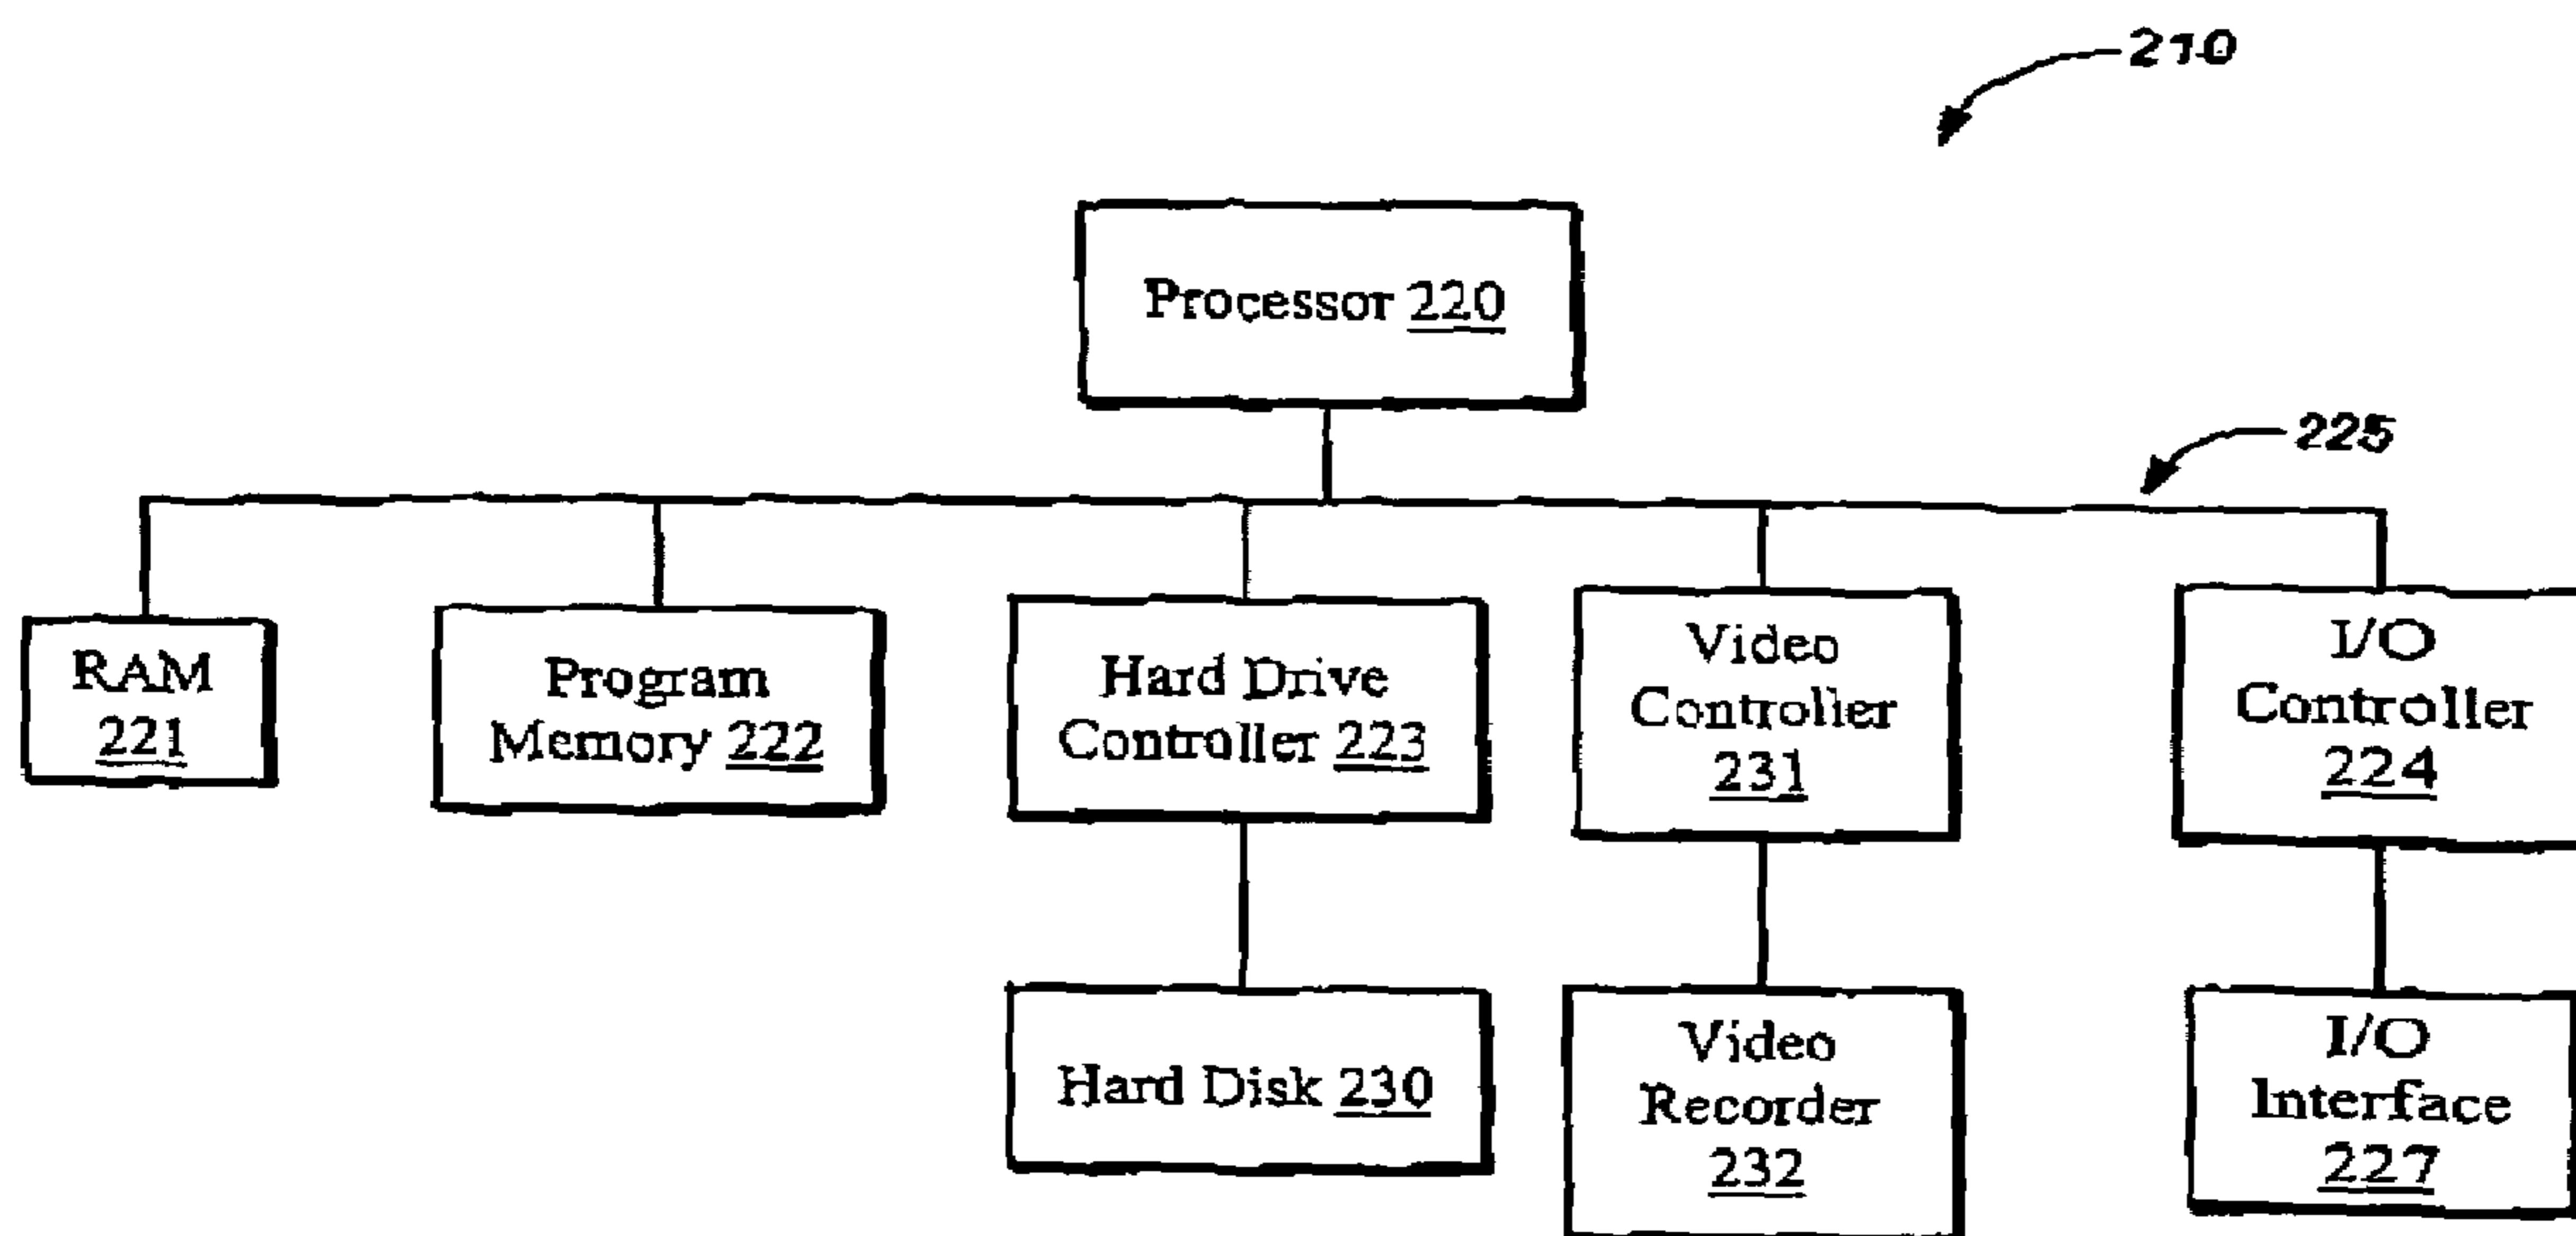 210
Processor 220
225
RAM
221
Program
Memory 222
Hard Drive
Controller 223
Video
Controller
231
I/O
Controller
224
Hard Disk 230
Video
Recorder
232
I/O
Interface
227